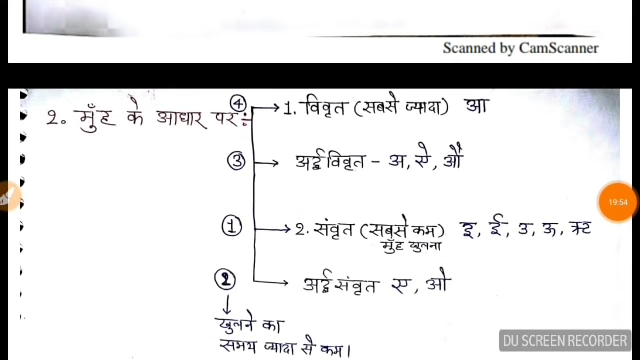 Scanned by CamScanner
2. मुँह के आधार पर :-
④ → 1. विवृत (सबसे ज्यादा) आ
③ → अर्द्धविवृत - अ, ऐ, औ
① → 2. संवृत (सबसे कम) इ, ई, उ, ऊ, ऋ
मुँह खुलना
② → अर्द्ध संवृत ए, ओ
खुलने का
समय ज्यादा से कम।
19:54
DU SCREEN RECORDER